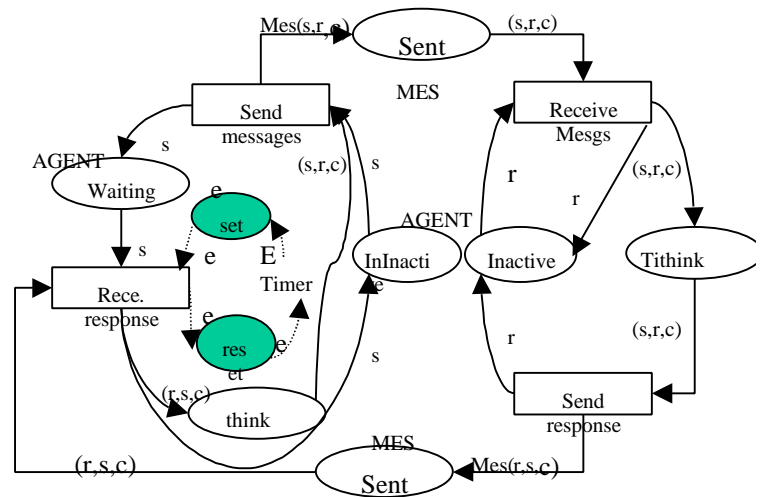 Mes(s,r,c)
Sent
(s,r,c)
MES
Send
messages
Receive
Mesgs
s
(s,r,c)
s
r
(s,r,c)
r
AGENT
Waiting
e
set
AGENT
e
E
s
InInacti
e
Inactive
Tithink
Timer
Rece.
response
e
res
et
e
s
r
(s,r,c)
(r,s,c)
think
Send
response
MES
(r,s,c)
Sent
Mes(r,s,c)